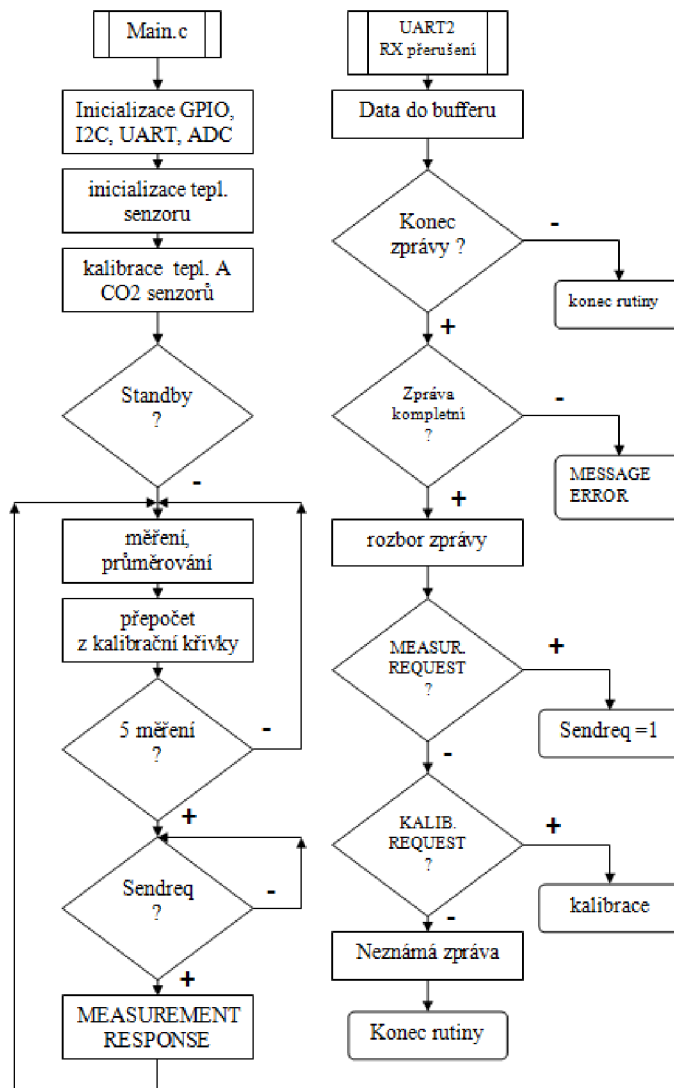 Main.c
Inicializace GPIO,
I2C, UART, ADC
inicializace tepl.
senzoru
kalibrace tepl. A
CO2 senzorů
Standby
?
-
měření,
průměrování
přepočet
z kalibrační křivky
5 měření
?
-
+
Sendreq
?
-
+
MEASUREMENT
RESPONSE
UART2
RX přerušení
Data do bufferu
Konec
zprávy ?
-
konec rutiny
+
Zpráva
kompletní
?
-
MESSAGE
ERROR
+
rozbor zprávy
MEASUR.
REQUEST
?
+
Sendreq =1
-
KALIB.
REQUEST
?
+
kalibrace
-
Neznámá zpráva
Konec rutiny